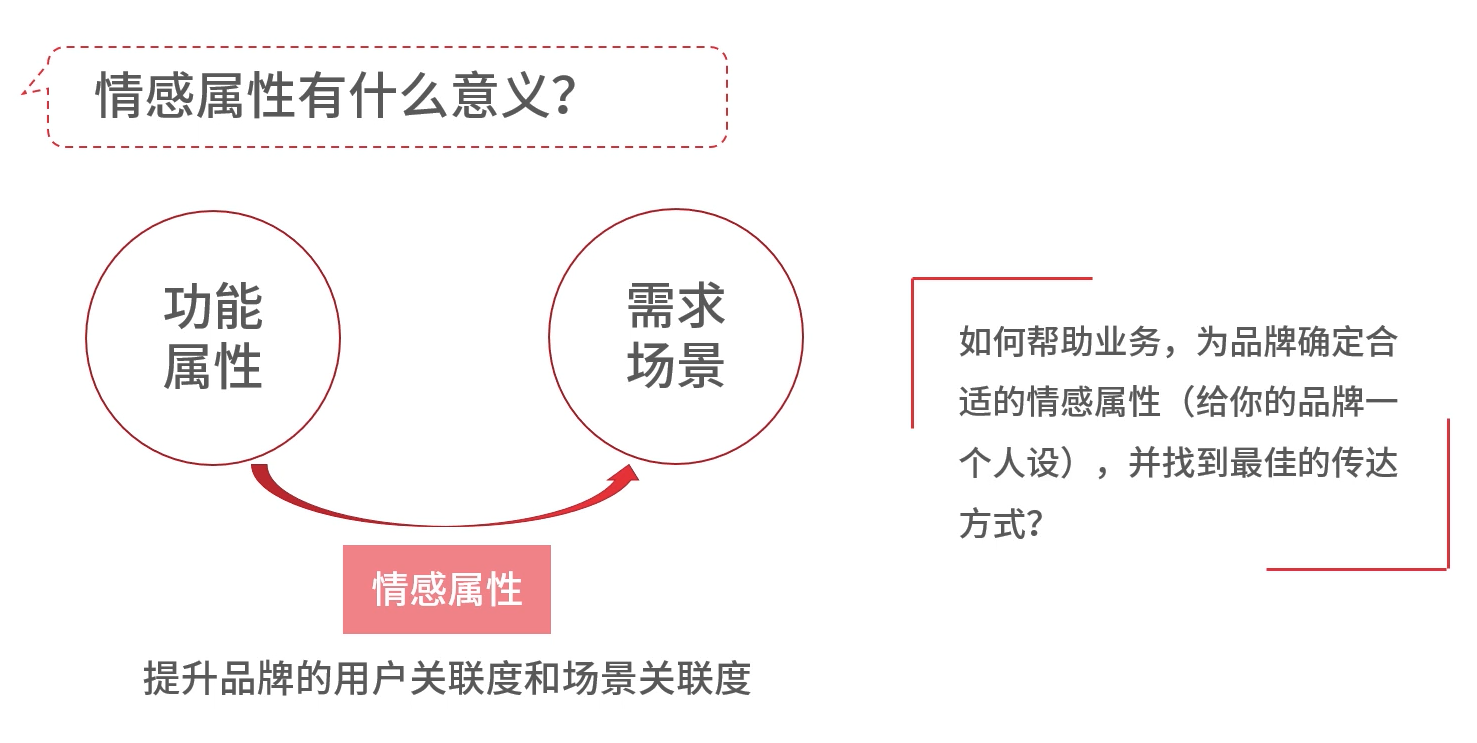 情感属性有什么意义？
功能
属性
需求
场景
情感属性
提升品牌的用户关联度和场景关联度
如何帮助业务，为品牌确定合
适的情感属性（给你的品牌一
个人设），并找到最佳的传达
方式？